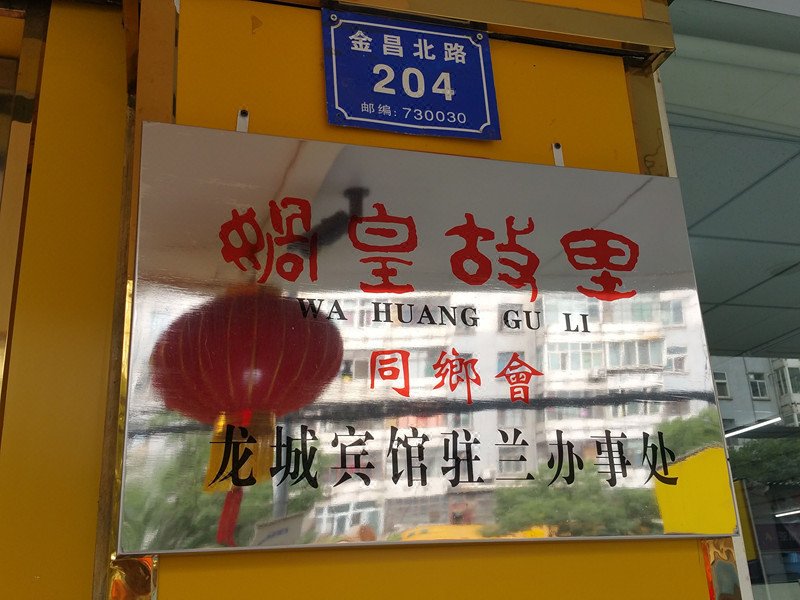 金昌北路
204
邮编:730030
媧皇故里
WA HUANG GU LI
同鄉會
龙城宾馆驻兰办事处